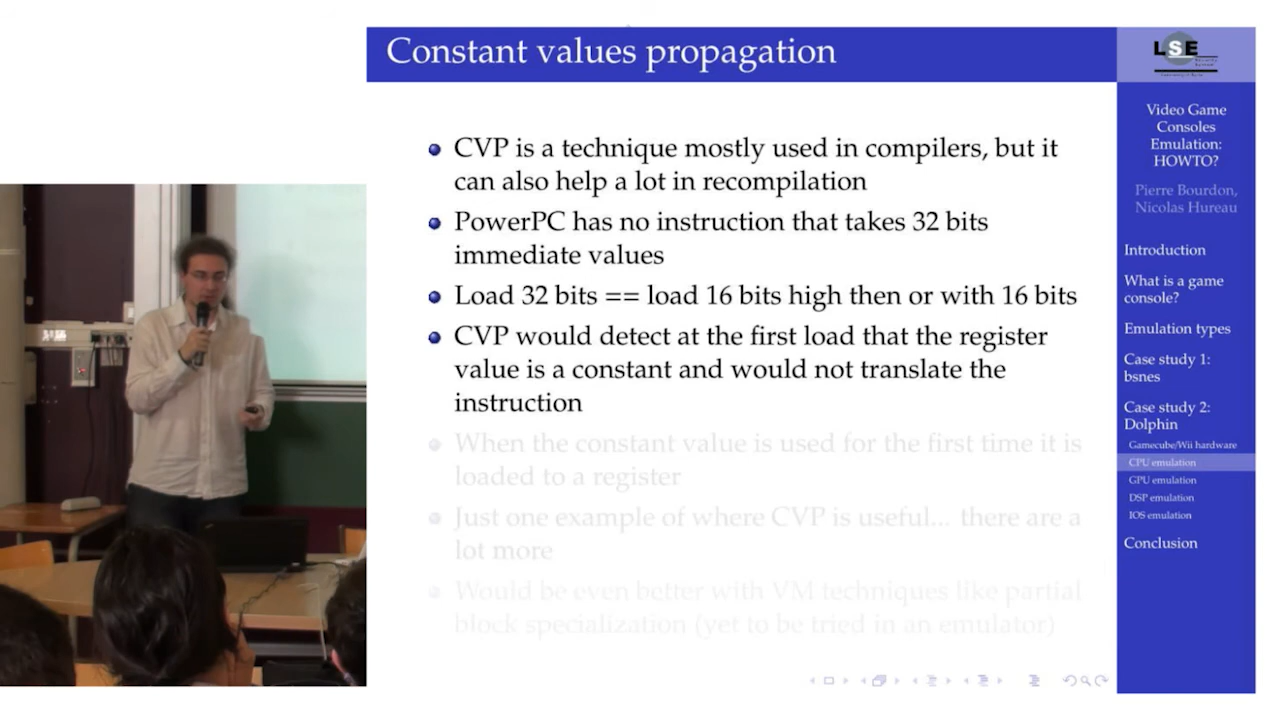 Constant values propagation
CVP is a technique mostly used in compilers, but it
can also help a lot in recompilation
PowerPC has no instruction that takes 32 bits
immediate values
Load 32 bits == load 16 bits high then or with 16 bits
CVP would detect at the first load that the register
value is a constant and would not translate the
instruction
When the constant value is used for the first time it is
loaded to a register
Just one example of where CVP is useful... there are a
lot more
Would be even better with VM techniques like partial
block specialization (yet to be tried in an emulator)
LSE
Video Game
Consoles
Emulation:
HOWTO?
Pierre Bourdon,
Nicolas Hureau
Introduction
What is a game
console?
Emulation types
Case study 1:
bsnes
Case study 2:
Dolphin
Gamecube/Wii hardware
CPU emulation
GPU emulation
DSP emulation
IOS emulation
Conclusion